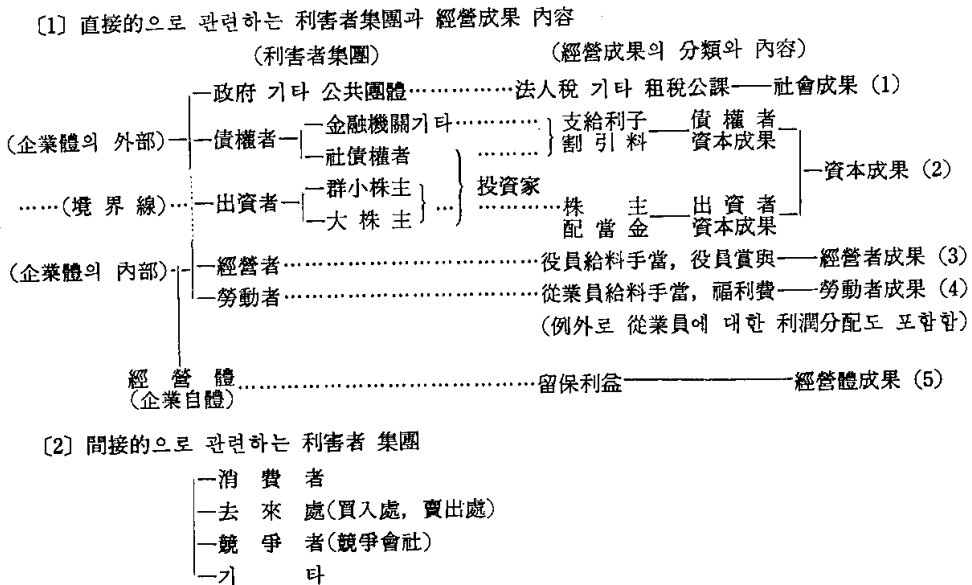 〔1〕 直接的으로 관련하는 利害者集團과 經營成果 內容
(利害者集團) (經營成果의 分類와 內容)
政府 기타 公共團體……………法人稅 기타 租稅公課──社會成果 (1)
金融機關기타………… 支給利子 債權者
(企業體의 外部) 債權者 割引料 資本成果
社債權者 ………
資本成果 (2)
群小株主 投資家
……(境界線)… 出資者 … ………… 株主 出資者
大株主 配當金 資本成果
(企業體의 內部) 經營者……………………………役員給料手當, 役員賞與──經營者成果 (3)
勞動者……………………………從業員給料手當, 福利費──勞動者成果 (4)
(例外로 從業員에 대한 利潤分配도 포함함)
經營體………………………………留保利益────────經營體成果 (5)
(企業自體)
〔2〕 間接的으로 관련하는 利害者 集團
消費者
去來處(買入處, 賣出處)
競爭者(競爭會社)
기타